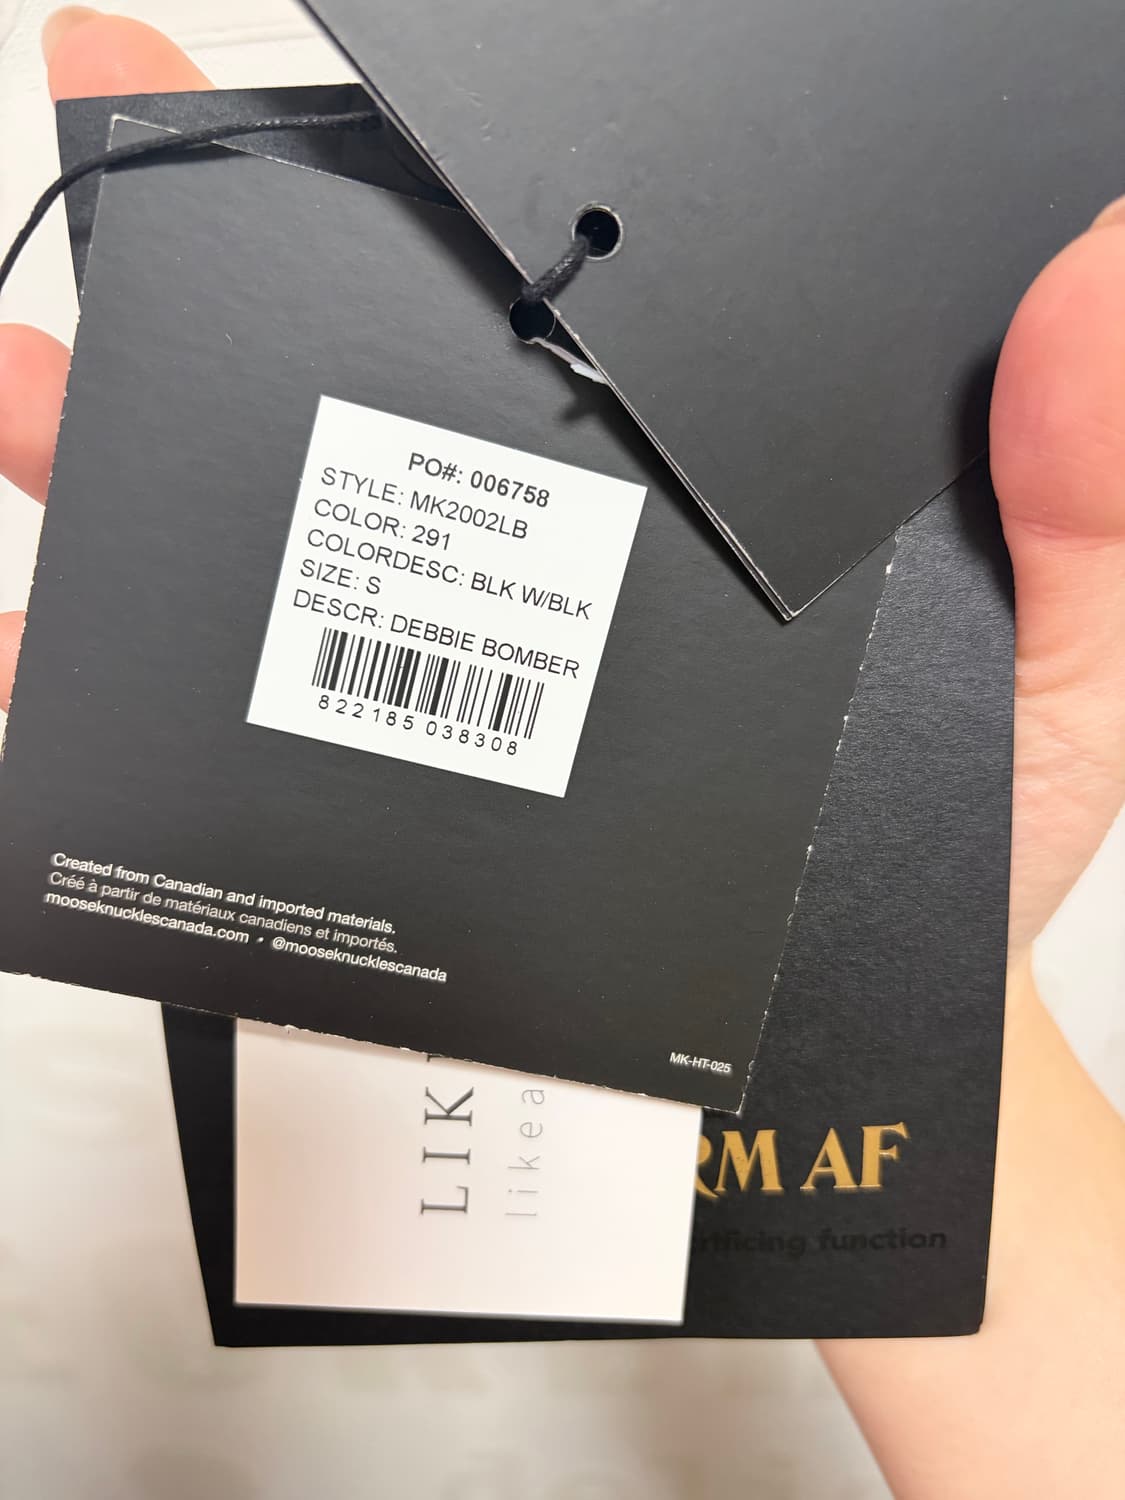 PO#: 006758
STYLE: MK2002LB
COLOR: 291
COLORDESC: BLK W/BLK
SIZE: S
DESCR: DEBBIE BOMBER
822185 038308
Created from Canadian and imported materials.
Créé à partir de matériaux canadiens et importés.
mooseknucklescanada.com • @mooseknucklescanada
MK-HT-025
LIK
likea
RM AF
rtificing function